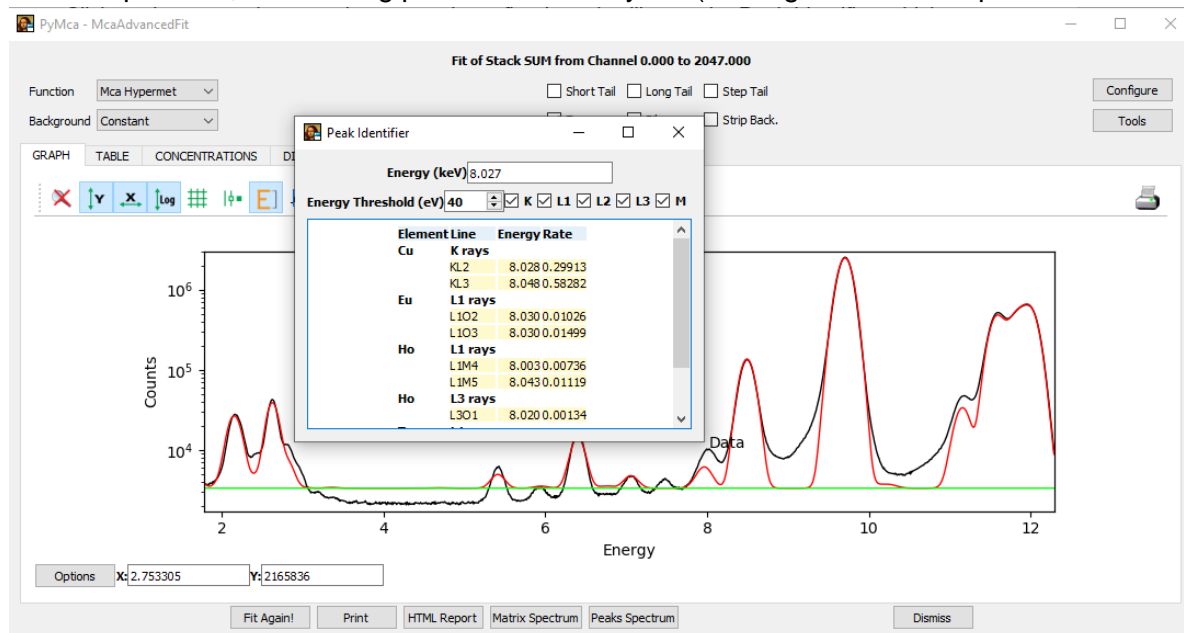 PyMca - McaAdvancedFit
Fit of Stack SUM from Channel 0.000 to 2047.000
Function Mca Hypermet
Short Tail Long Tail Step Tail
Configure
Background Constant
Strip Back.
Tools
GRAPH TABLE CONCENTRATIONS
Peak Identifier
Energy (keV) 8.027
Energy Threshold (eV) 40 K L1 L2 L3 M
Element Line Energy Rate
Cu K rays
KL2 8.028 0.29913
KL3 8.048 0.58282
Eu L1 rays
L1O2 8.030 0.01026
L1O3 8.030 0.01499
Ho L1 rays
L1M4 8.003 0.00736
L1M5 8.043 0.01119
Ho L3 rays
L3O1 8.020 0.00134
Y X Log E
Counts
10⁶
10⁵
10⁴
Data
2 4 6 8 10 12
Energy
Options X: 2.753305 Y: 2165836
Fit Again! Print HTML Report Matrix Spectrum Peaks Spectrum Dismiss